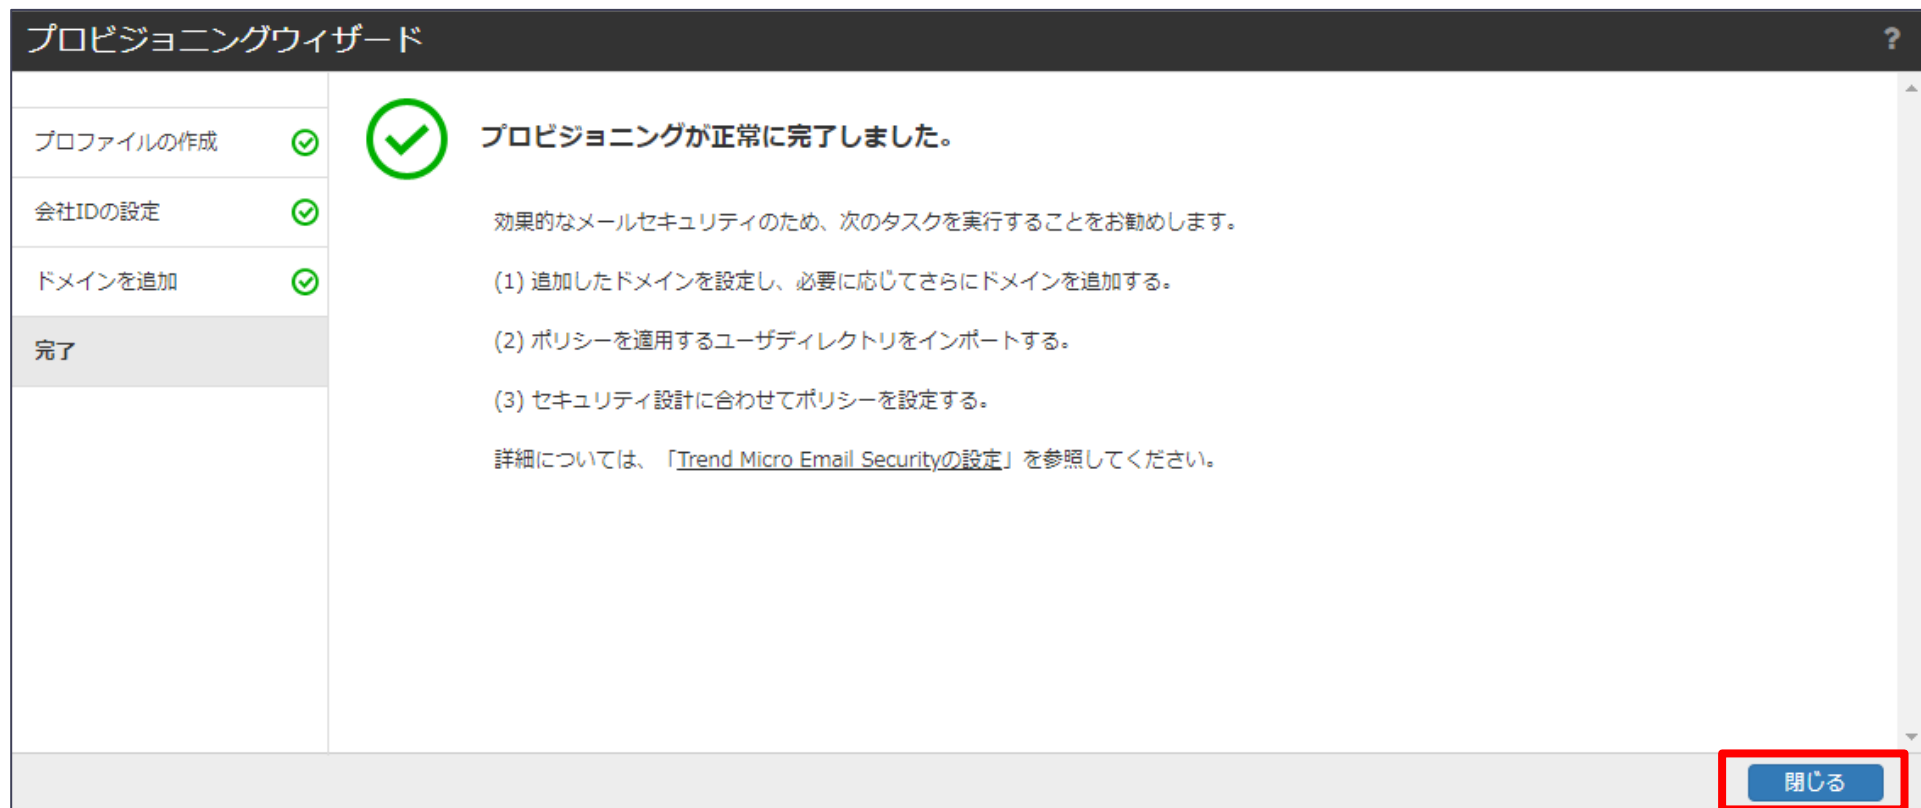 プロビジョニングウィザード
?
プロファイルの作成
会社IDの設定
ドメインを追加
完了
プロビジョニングが正常に完了しました。
効果的なメールセキュリティのため、次のタスクを実行することをお勧めします。
(1) 追加したドメインを設定し、必要に応じてさらにドメインを追加する。
(2) ポリシーを適用するユーザディレクトリをインポートする。
(3) セキュリティ設計に合わせてポリシーを設定する。
詳細については、「Trend Micro Email Securityの設定」を参照してください。
閉じる